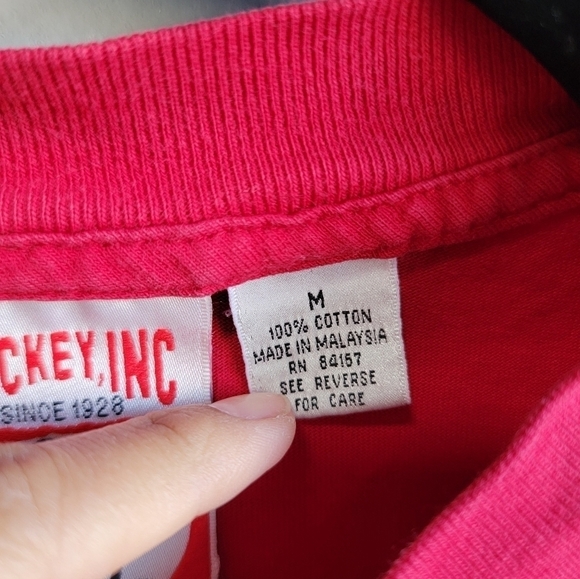 CKEY, INC
SINCE 1928
M
100% COTTON
MADE IN MALAYSIA
RN 84157
SEE REVERSE
FOR CARE